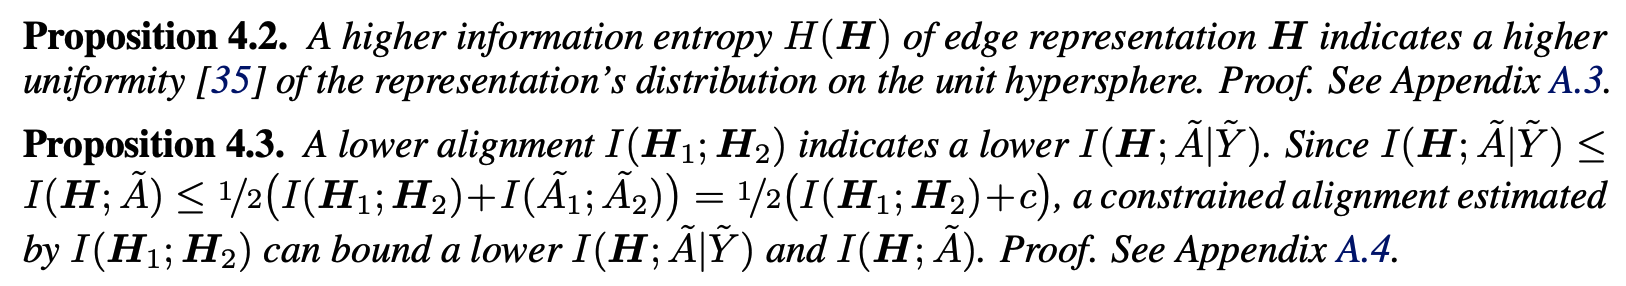 Proposition 4.2. A higher information entropy H(H) of edge representation H indicates a higher
uniformity [35] of the representation's distribution on the unit hypersphere. Proof. See Appendix A.3.
Proposition 4.3. A lower alignment I(H₁; H₂) indicates a lower I(H; Ã|Ỹ). Since I(H; Ã|Ỹ) ≤
I(H; Ã) ≤ 1/2(I(H₁; H₂)+I(Ã₁; Ã₂)) = 1/2(I(H₁; H₂)+c), a constrained alignment estimated
by I(H₁; H₂) can bound a lower I(H; Ã|Ỹ) and I(H; Ã). Proof. See Appendix A.4.